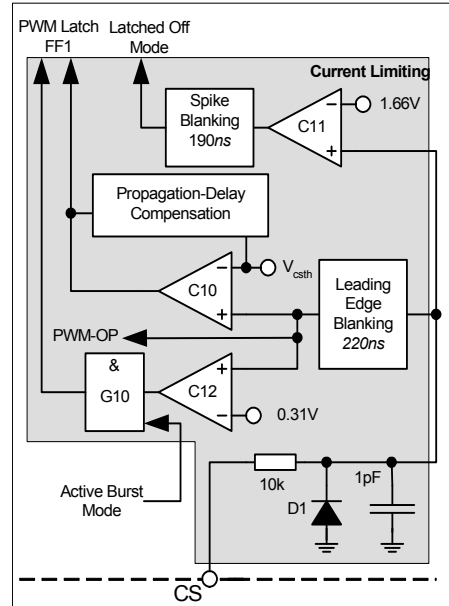 PWM Latch
FF1
Latched Off
Mode
Current Limiting
Spike
Blanking
190ns
C11
1.66V
Propagation-Delay
Compensation
Vcsth
C10
Leading
Edge
Blanking
220ns
PWM-OP
&
G10
C12
0.31V
Active Burst
Mode
10k
D1
1pF
CS